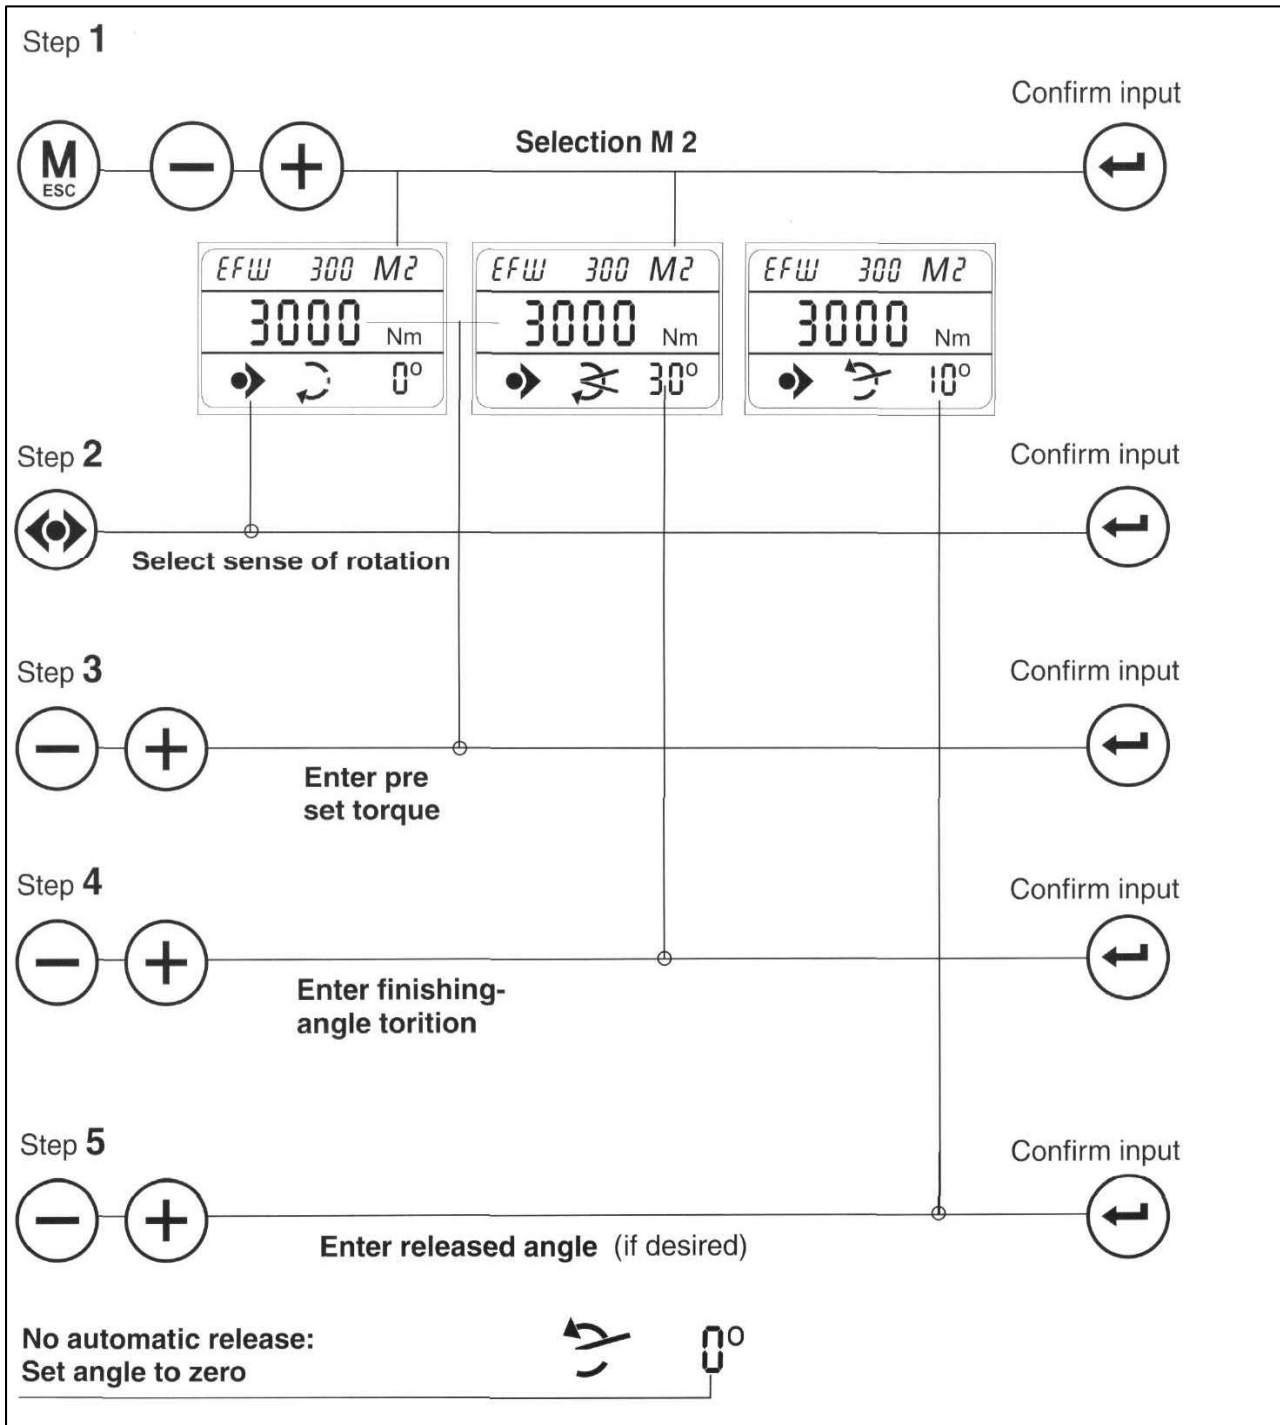 Step 1
Confirm input
M
ESC
Selection M 2
EFW 300 M2
3000 Nm
0°
EFW 300 M2
3000 Nm
30°
EFW 300 M2
3000 Nm
10°
Step 2
Confirm input
Select sense of rotation
Step 3
Confirm input
Enter pre
set torque
Step 4
Confirm input
Enter finishing-
angle torition
Step 5
Confirm input
Enter released angle (if desired)
No automatic release:
Set angle to zero
0°